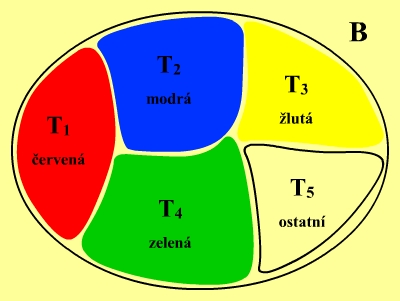 B
T₂
modrá
T₃
žlutá
T₁
červená
T₄
zelená
T₅
ostatní